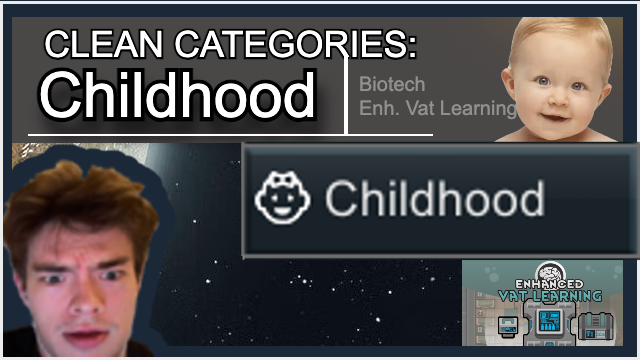 CLEAN CATEGORIES:
Childhood
Biotech
Enh. Vat Learning
Childhood
ENHANCED
VAT LEARNING